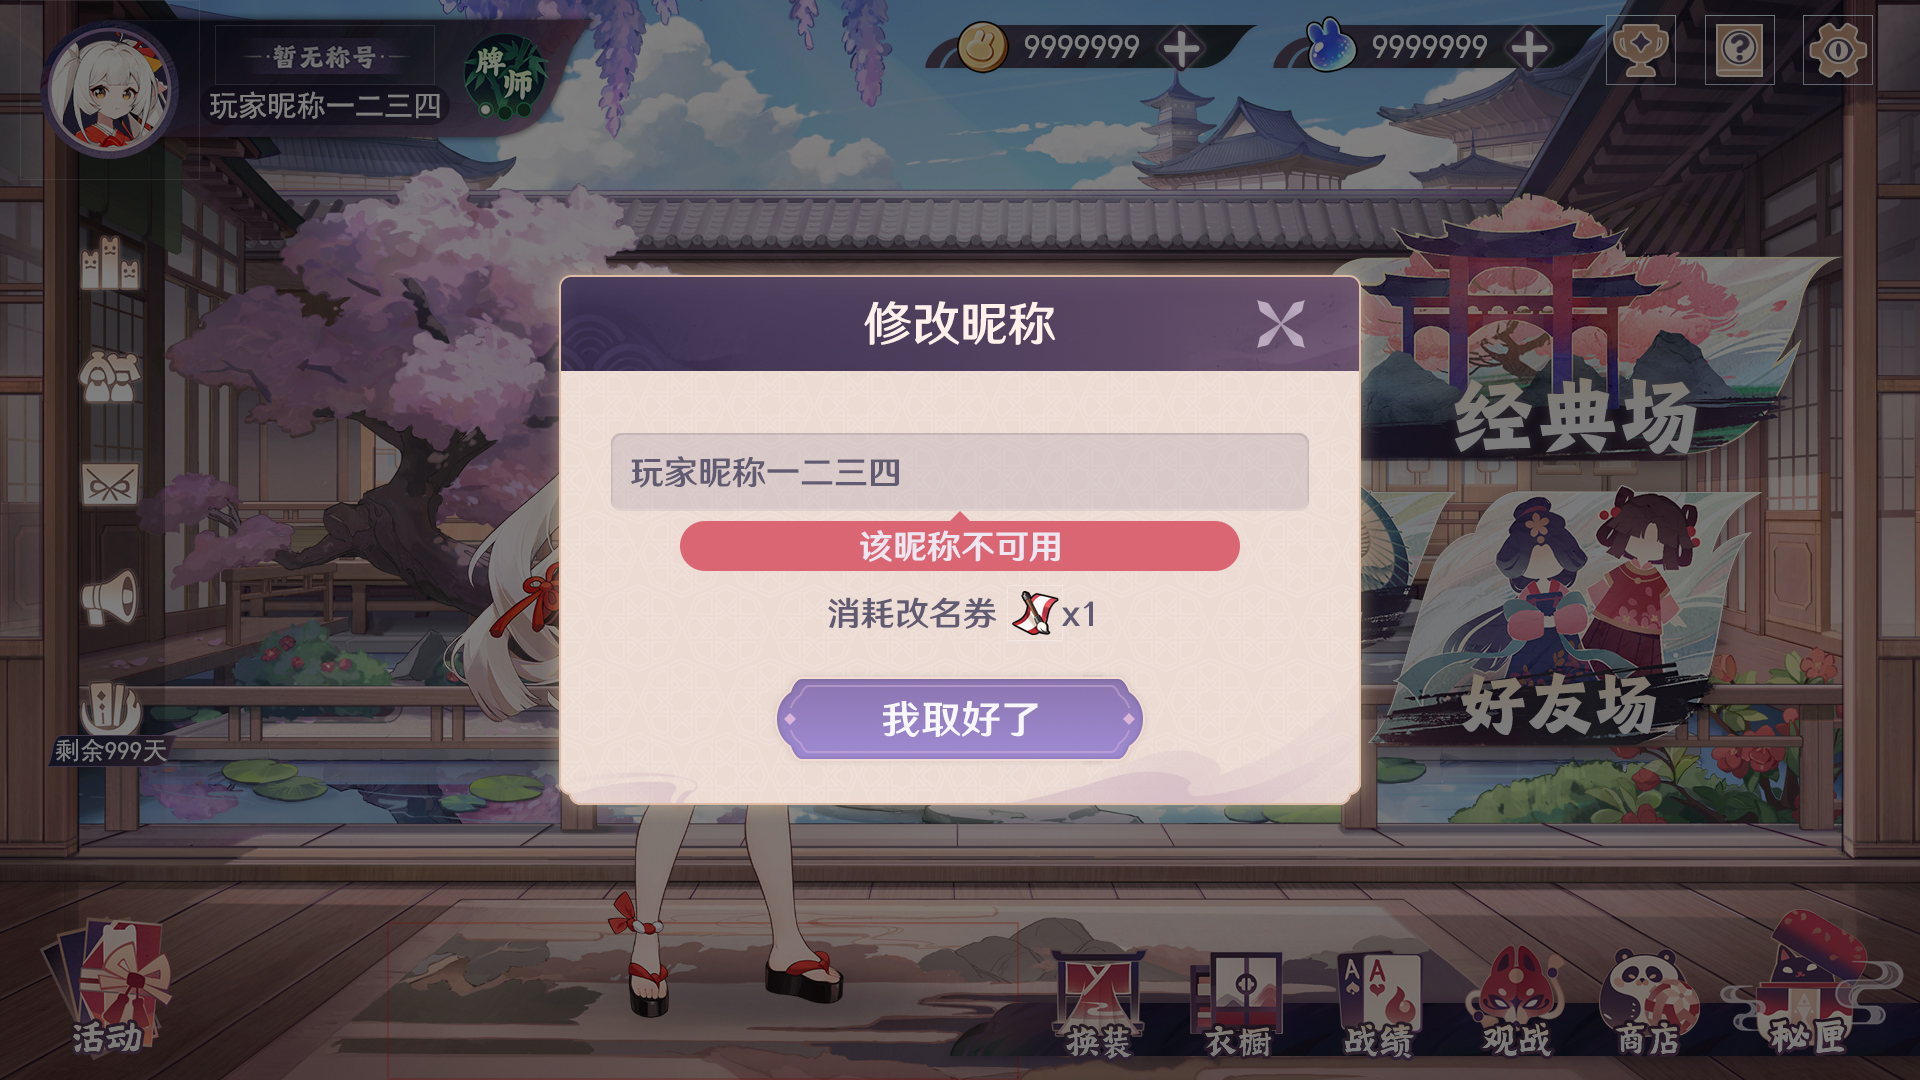 暂无称号
玩家昵称一二三四
牌师
9999999
9999999
修改昵称
玩家昵称一二三四
该昵称不可用
消耗改名券 x1
我取好了
经典场
好友场
剩余999天
活动
换装
衣橱
战绩
观战
商店
秘匣